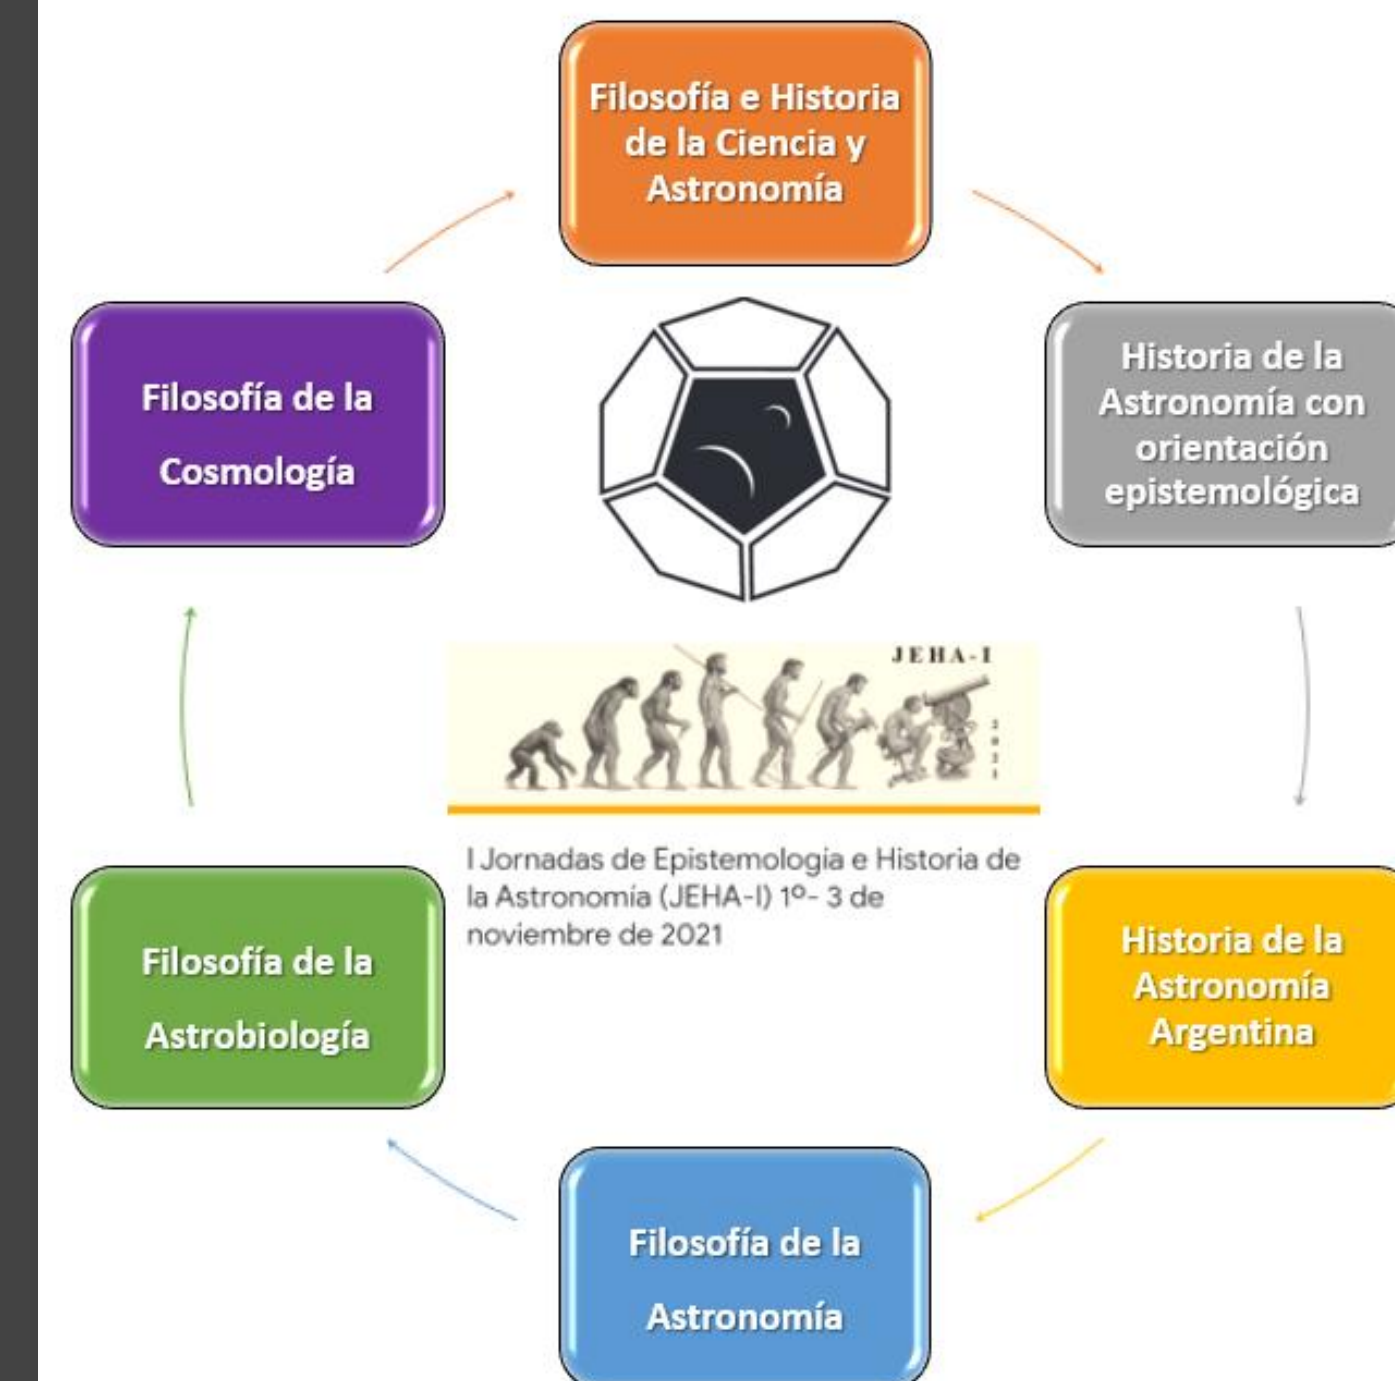 Filosofía e Historia
de la Ciencia y
Astronomía
Filosofía de la
Cosmología
Historia de la
Astronomía con
orientación
epistemológica
JEHA-I
2021
I Jornadas de Epistemología e Historia de
la Astronomía (JEHA-I) 1º- 3 de
noviembre de 2021
Filosofía de la
Astrobiología
Historia de la
Astronomía
Argentina
Filosofía de la
Astronomía